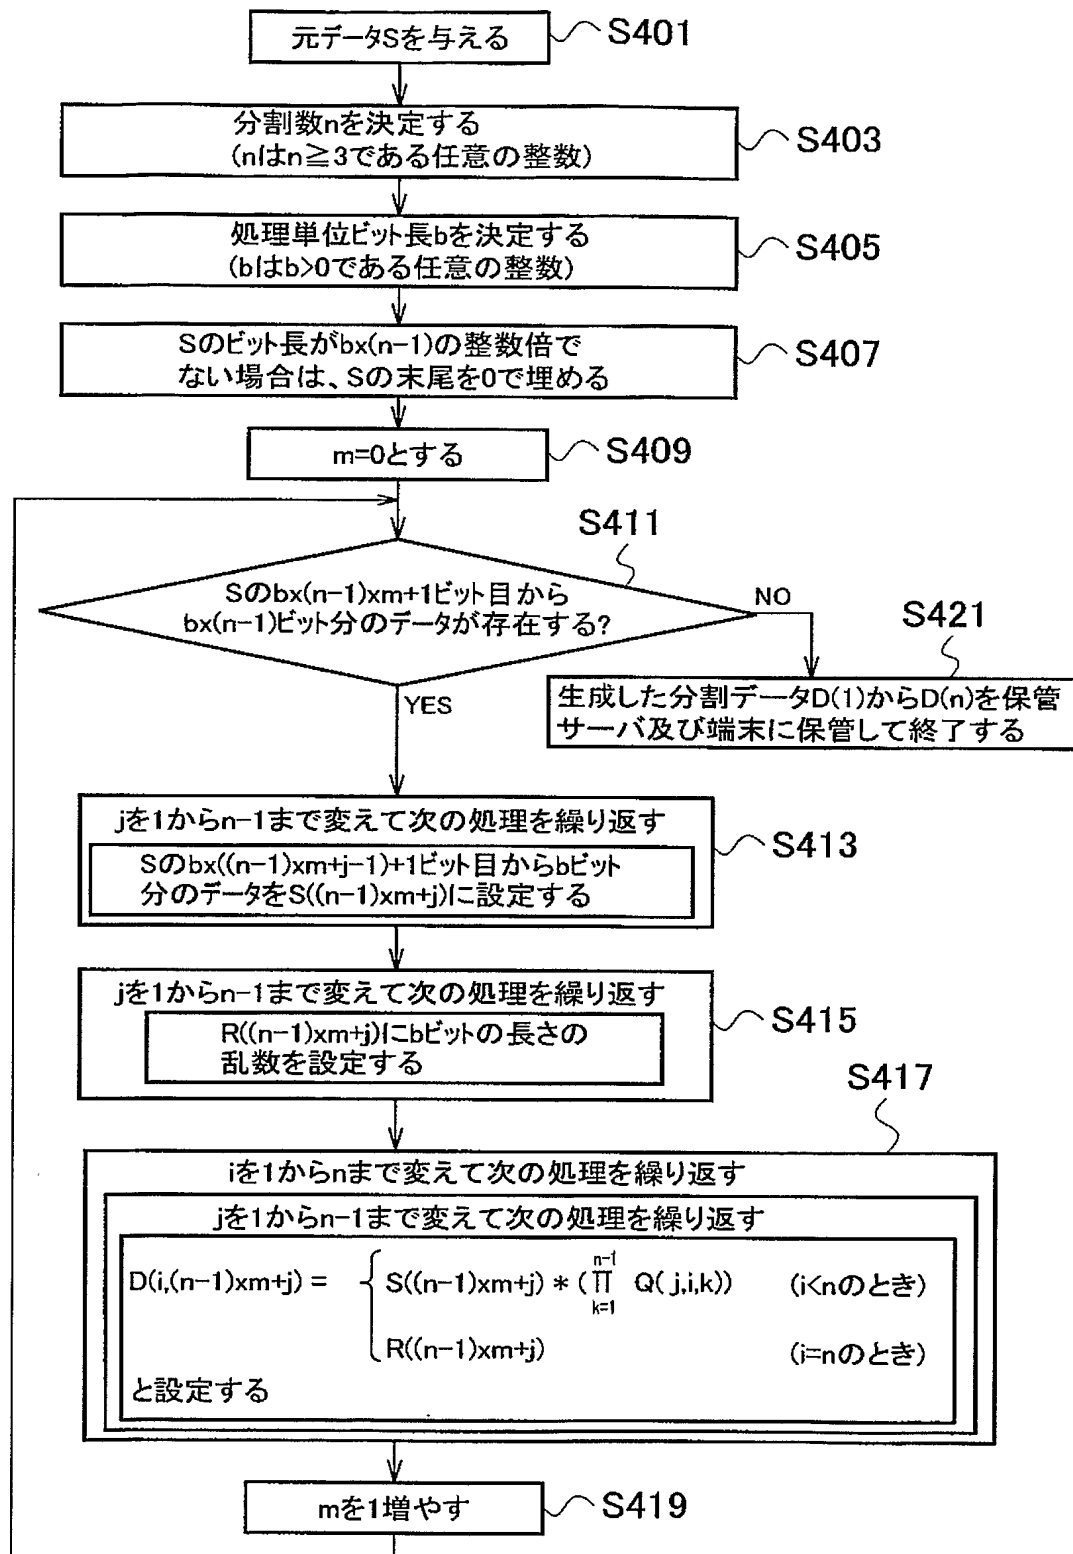 元データSを与える
S401
分割数nを決定する
(nはn≧3である任意の整数)
S403
処理単位ビット長bを決定する
(bはb>0である任意の整数)
S405
Sのビット長がbx(n-1)の整数倍で
ない場合は、Sの末尾を0で埋める
S407
m=0とする
S409
S411
Sのbx(n-1)xm+1ビット目から
bx(n-1)ビット分のデータが存在する?
NO
S421
YES
生成した分割データD(1)からD(n)を保管
サーバ及び端末に保管して終了する
jを1からn-1まで変えて次の処理を繰り返す
S413
Sのbx((n-1)xm+j-1)+1ビット目からbビット
分のデータをS((n-1)xm+j)に設定する
jを1からn-1まで変えて次の処理を繰り返す
S415
R((n-1)xm+j)にbビットの長さの
乱数を設定する
S417
iを1からnまで変えて次の処理を繰り返す
jを1からn-1まで変えて次の処理を繰り返す
D(i,(n-1)xm+j) = { S((n-1)xm+j) * (∏_{k=1}^{n-1} Q(j,i,k)) (i<nのとき)
R((n-1)xm+j) (i=nのとき)
と設定する
mを1増やす
S419